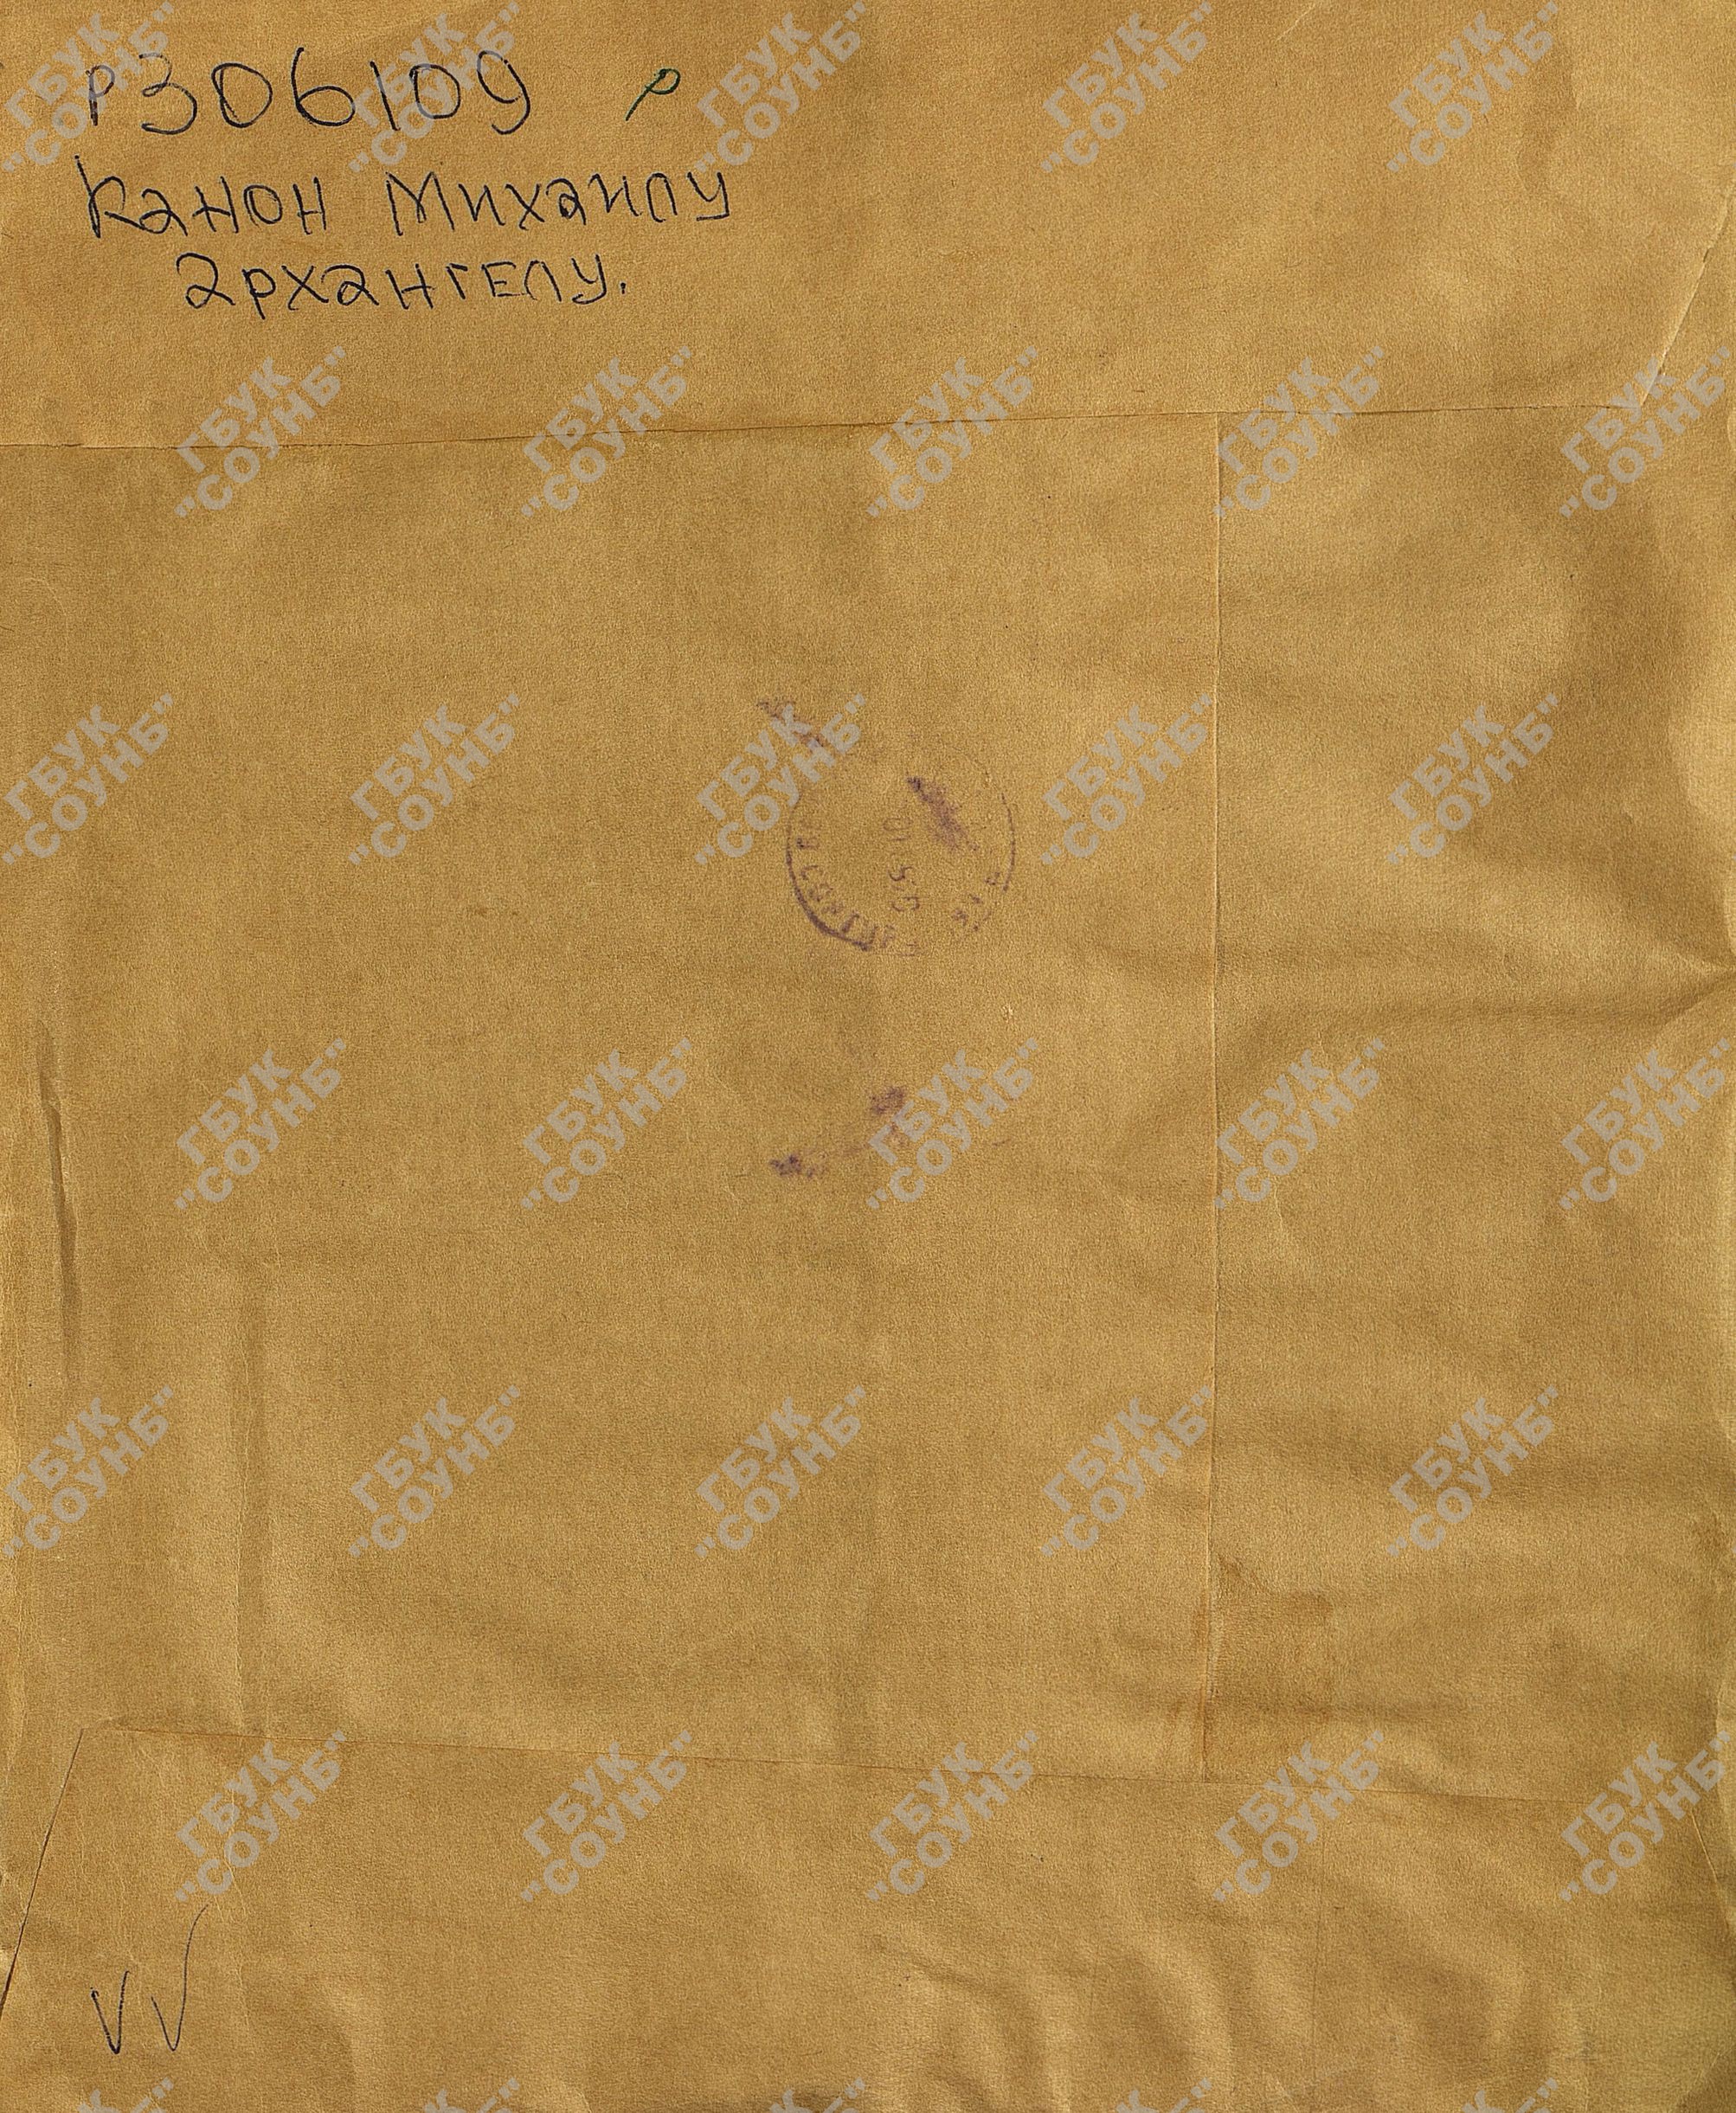 Р306109 р
Канон Михаилу
архангелу.
ГБУК
"СОУНБ"